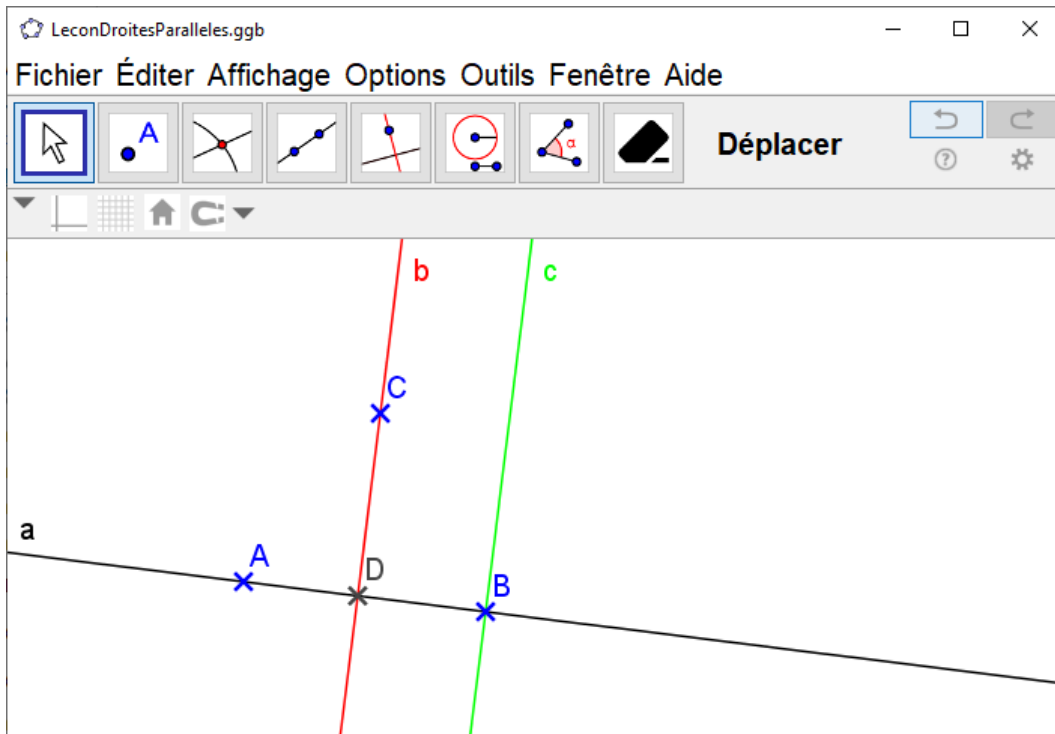 LeconDroitesParalleles.ggb
Fichier Éditer Affichage Options Outils Fenêtre Aide
A α Déplacer
b c
C
a
A D B